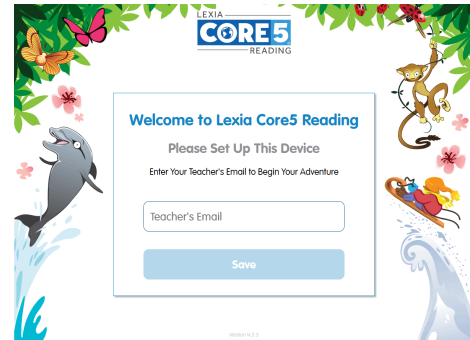 LEXIA
CORE5
READING
Welcome to Lexia Core5 Reading
Please Set Up This Device
Enter Your Teacher's Email to Begin Your Adventure
Teacher's Email
Save